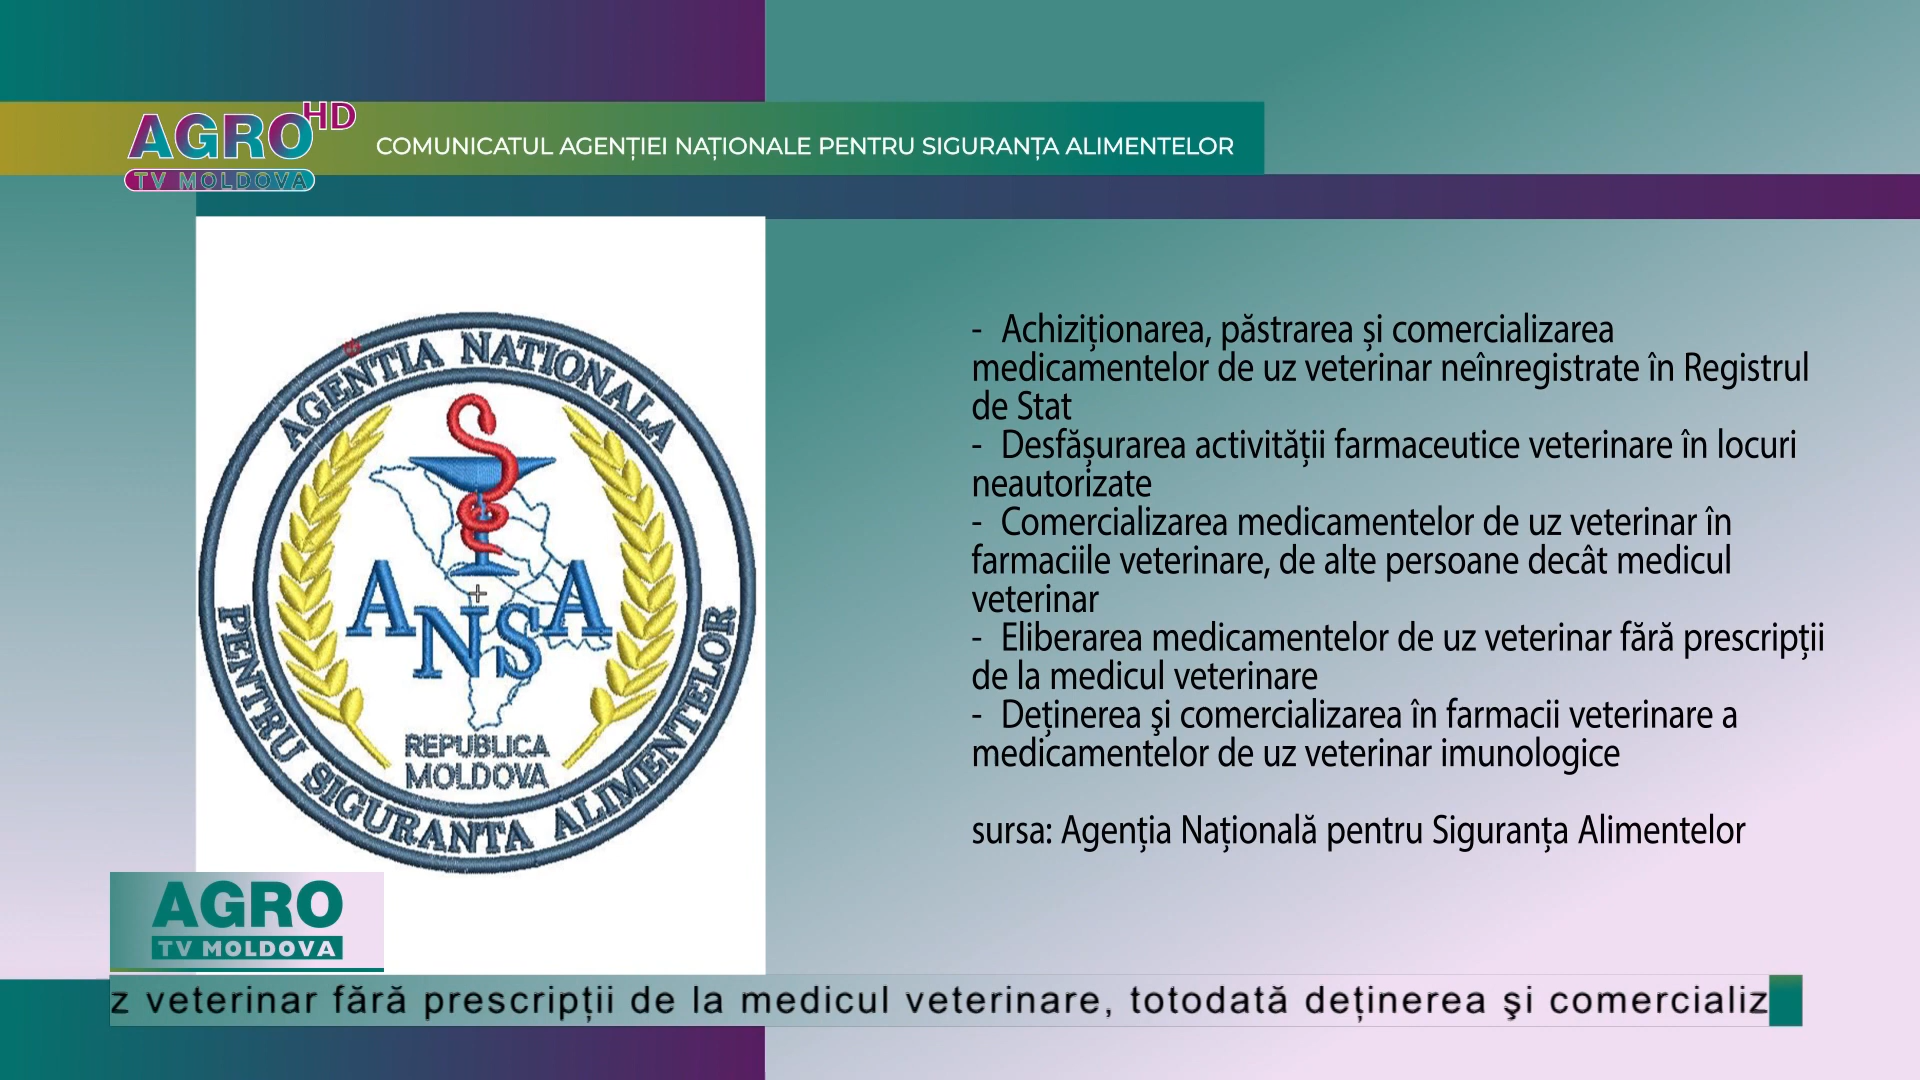 AGRO HD
TV MOLDOVA
COMUNICATUL AGENȚIEI NAȚIONALE PENTRU SIGURANȚA ALIMENTELOR
AGENTIA NATIONALA
ANSA
REPUBLICA
MOLDOVA
PENTRU SIGURANTA ALIMENTELOR
- Achiziționarea, păstrarea și comercializarea
medicamentelor de uz veterinar neînregistrate în Registrul
de Stat
- Desfășurarea activității farmaceutice veterinare în locuri
neautorizate
- Comercializarea medicamentelor de uz veterinar în
farmaciile veterinare, de alte persoane decât medicul
veterinar
- Eliberarea medicamentelor de uz veterinar fără prescripții
de la medicul veterinare
- Deținerea şi comercializarea în farmacii veterinare a
medicamentelor de uz veterinar imunologice
sursa: Agenția Națională pentru Siguranța Alimentelor
AGRO
TV MOLDOVA
z veterinar fără prescripții de la medicul veterinare, totodată deținerea şi comercializ